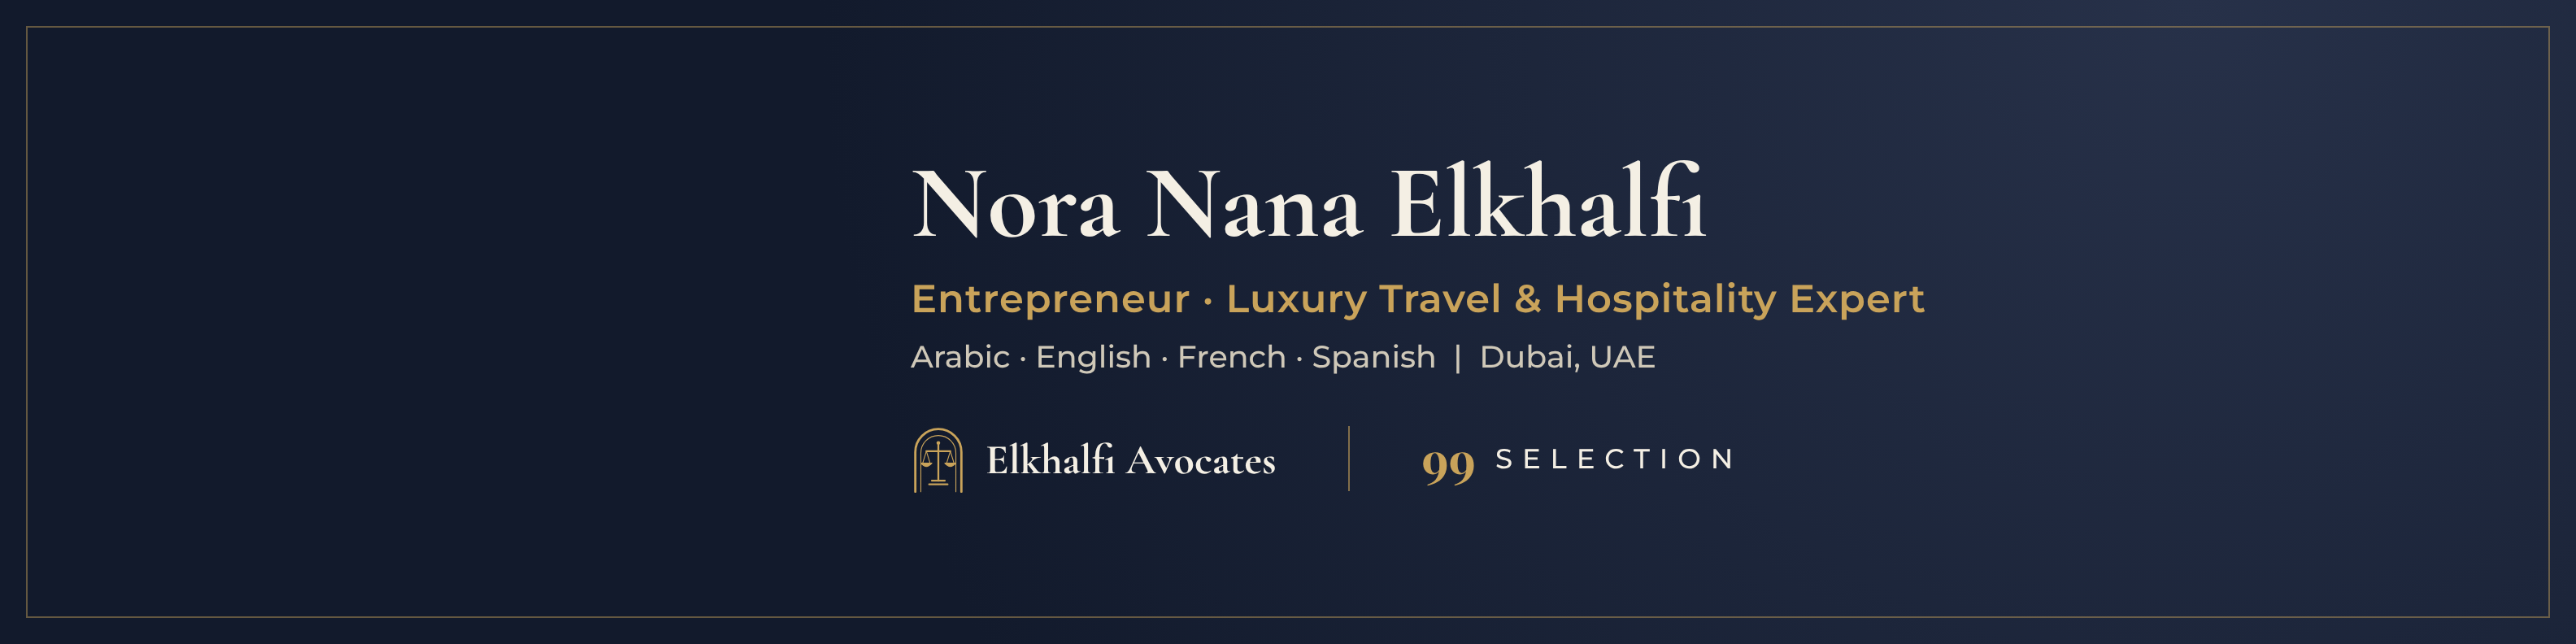 Nora Nana Elkhalfi
Entrepreneur · Luxury Travel & Hospitality Expert
Arabic · English · French · Spanish | Dubai, UAE
Elkhalfi Avocates
99 SELECTION